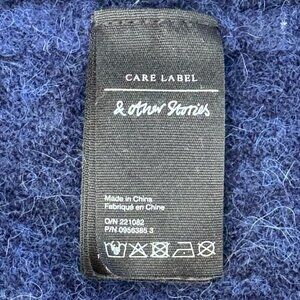 CARE LABEL
& other Stories
Made in China
Fabriqué en Chine
O/N 221082
P/N 0956385 3